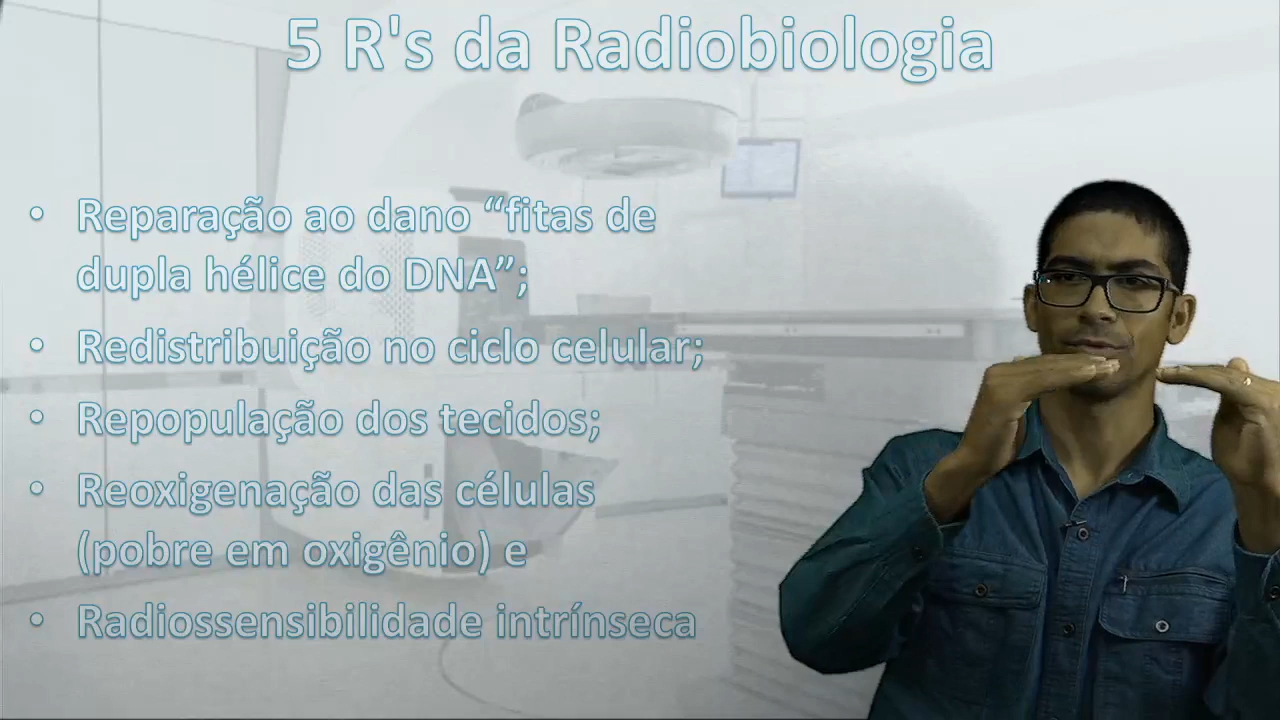 5 R's da Radiobiologia
• Reparação ao dano “fitas de
dupla hélice do DNA”;
• Redistribuição no ciclo celular;
• Repopulação dos tecidos;
• Reoxigenação das células
(pobre em oxigênio) e
• Radiossensibilidade intrínseca